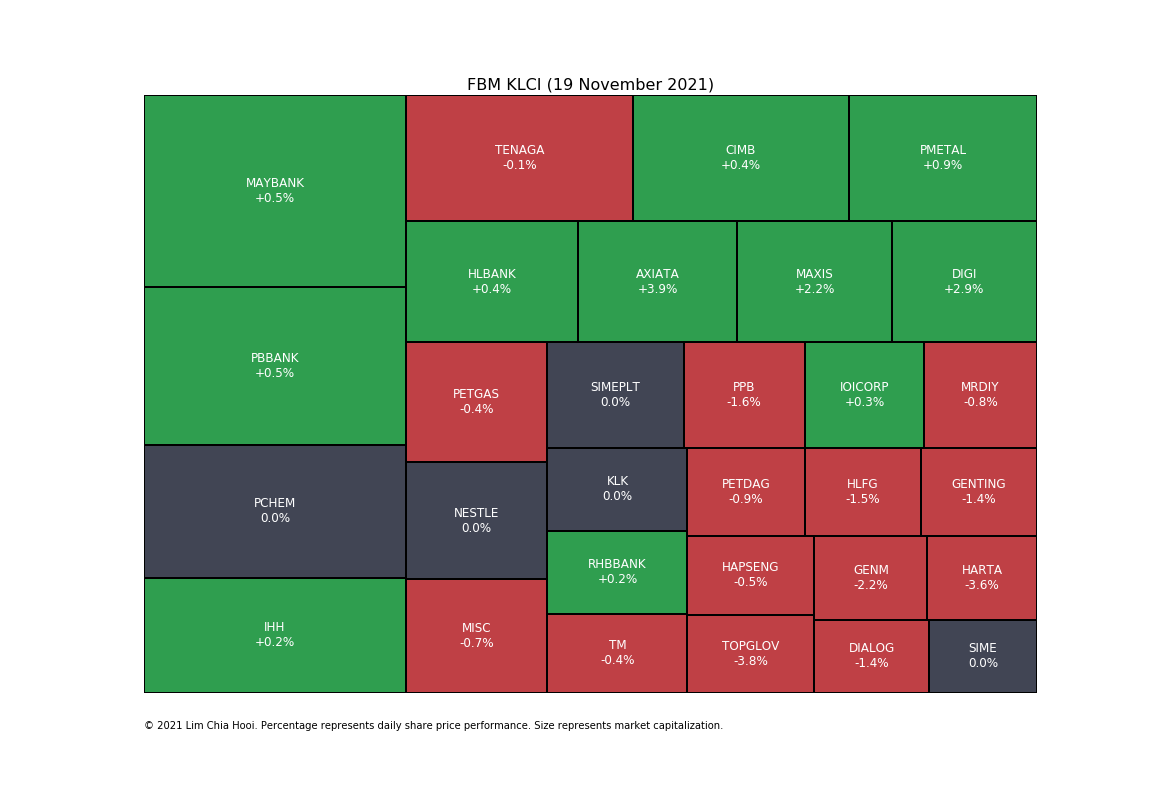 FBM KLCI (19 November 2021)
MAYBANK
+0.5%
PBBANK
+0.5%
PCHEM
0.0%
IHH
+0.2%
TENAGA
-0.1%
CIMB
+0.4%
PMETAL
+0.9%
HLBANK
+0.4%
AXIATA
+3.9%
MAXIS
+2.2%
DIGI
+2.9%
PETGAS
-0.4%
NESTLE
0.0%
MISC
-0.7%
SIMEPLT
0.0%
PPB
-1.6%
IOICORP
+0.3%
MRDIY
-0.8%
KLK
0.0%
RHBBANK
+0.2%
TM
-0.4%
PETDAG
-0.9%
HLFG
-1.5%
GENTING
-1.4%
HAPSENG
-0.5%
TOPGLOV
-3.8%
GENM
-2.2%
HARTA
-3.6%
DIALOG
-1.4%
SIME
0.0%
© 2021 Lim Chia Hooi. Percentage represents daily share price performance. Size represents market capitalization.